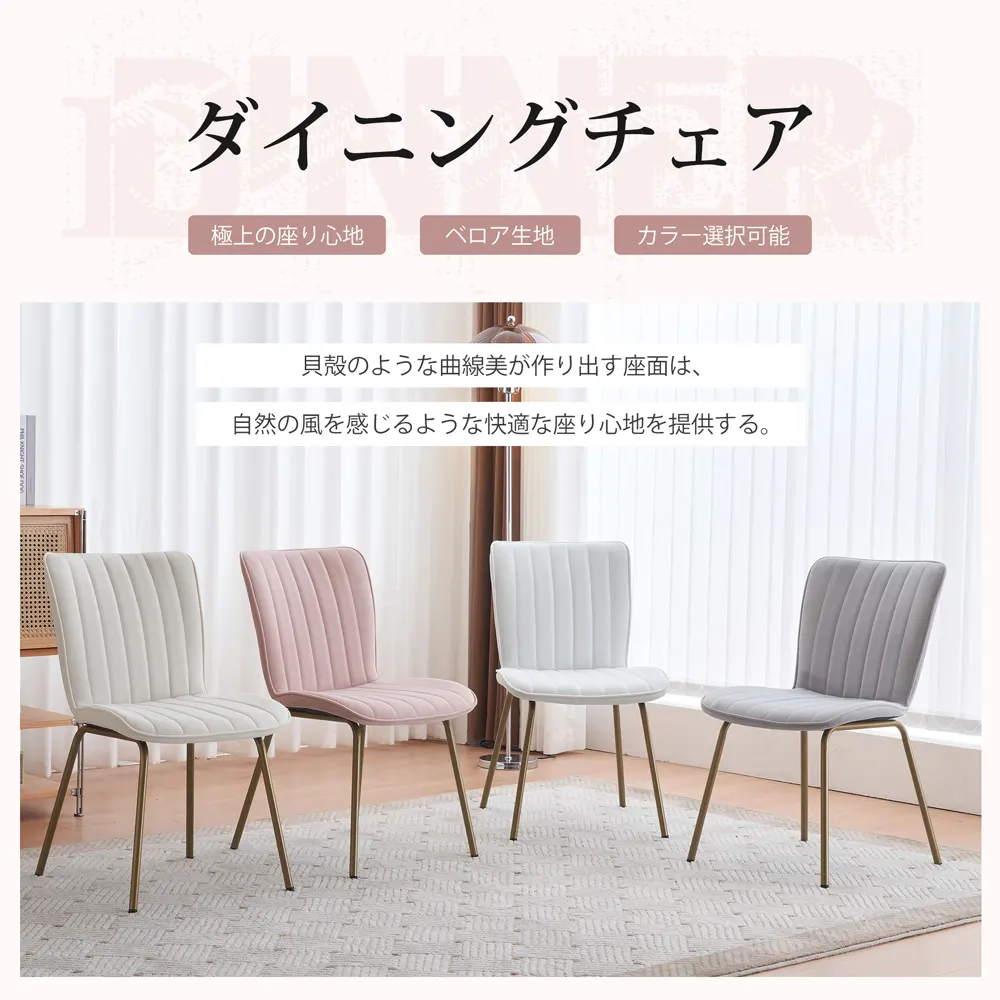 DINNER
ダイニングチェア
極上の座り心地
ベロア生地
カラー選択可能
貝殻のような曲線美が作り出す座面は、
自然の風を感じるような快適な座り心地を提供する。